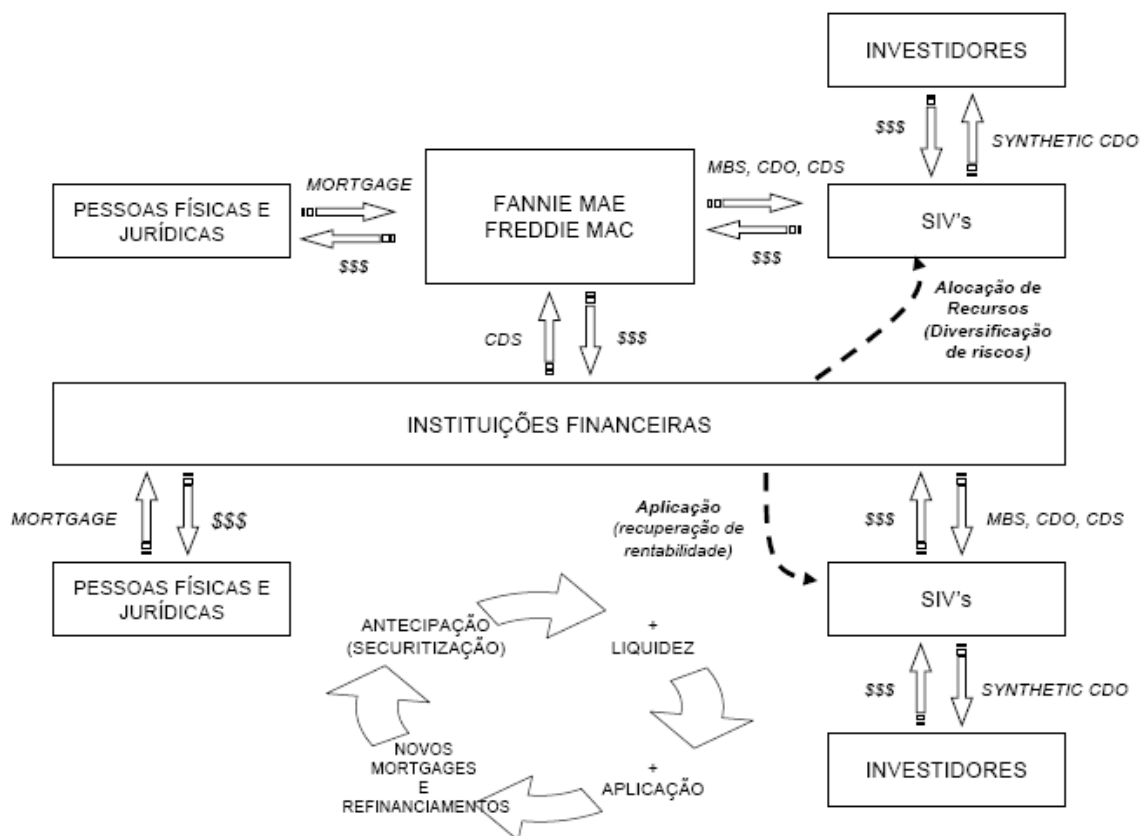 INVESTIDORES
$$$
SYNTHETIC CDO
MORTGAGE
MBS, CDO, CDS
PESSOAS FÍSICAS E
JURÍDICAS
FANNIE MAE
FREDDIE MAC
SIV's
$$$
$$$
Alocação de
Recursos
(Diversificação
de riscos)
CDS
$$$
INSTITUIÇÕES FINANCEIRAS
MORTGAGE
$$$
Aplicação
(recuperação de
rentabilidade)
$$$
MBS, CDO, CDS
PESSOAS FÍSICAS E
JURÍDICAS
SIV's
ANTECIPAÇÃO
(SECURITIZAÇÃO)
+
LIQUIDEZ
$$$
SYNTHETIC CDO
NOVOS
MORTGAGES
E
REFINANCIAMENTOS
+
APLICAÇÃO
INVESTIDORES